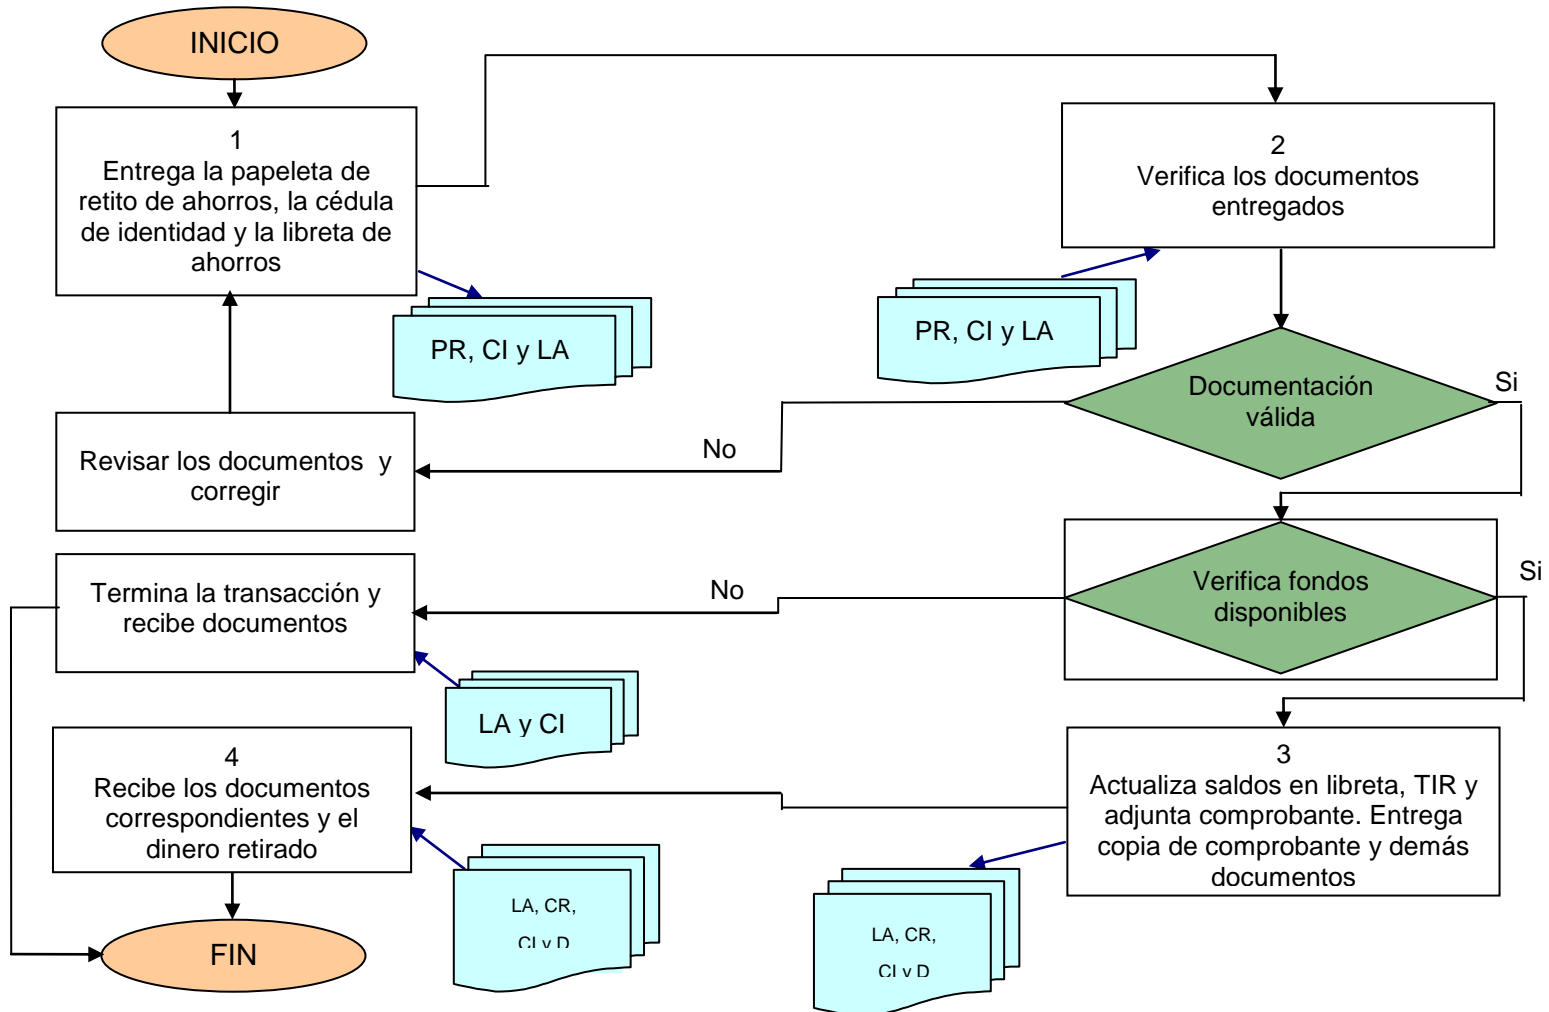 INICIO
1
Entrega la papeleta de
retito de ahorros, la cédula
de identidad y la libreta de
ahorros
2
Verifica los documentos
entregados
PR, CI y LA
PR, CI y LA
Documentación
válida
Si
No
Revisar los documentos y
corregir
Verifica fondos
disponibles
Si
No
Termina la transacción y
recibe documentos
LA y CI
3
Actualiza saldos en libreta, TIR y
adjunta comprobante. Entrega
copia de comprobante y demás
documentos
4
Recibe los documentos
correspondientes y el
dinero retirado
LA, CR,
CI y D
LA, CR,
CI y D
FIN